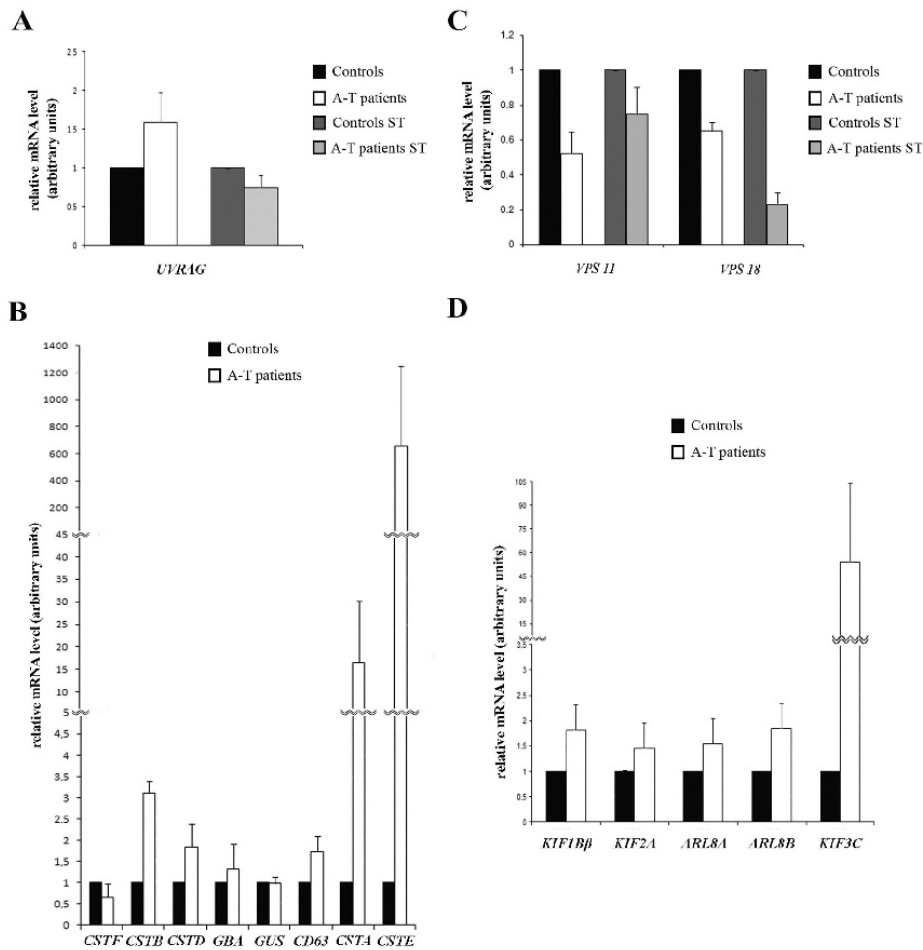 A
relative mRNA level
(arbitrary units)
25
2
1.5
1
0.5
0
UVRAG
Controls
A-T patients
Controls ST
A-T patients ST
C
relative mRNA level
(arbitrary units)
1.2
1
0.8
0.6
0.4
0.2
0
VPS 11
VPS 18
Controls
A-T patients
Controls ST
A-T patients ST
B
Controls
A-T patients
relative mRNA level (arbitrary units)
1400
1200
1000
800
600
400
200
45
40
35
30
25
20
15
10
5
5
4,5
4
3,5
3
2,5
2
1,5
1
0,5
0
CSTF
CSTB
CSTD
GBA
GUS
CD63
CSTA
CSTE
D
Controls
A-T patients
relative mRNA level (arbitrary units)
105
90
75
60
45
30
15
3.5
3
2.5
2
1.5
1
0.5
0
KIF1Bβ
KIF2A
ARL8A
ARL8B
KIF3C